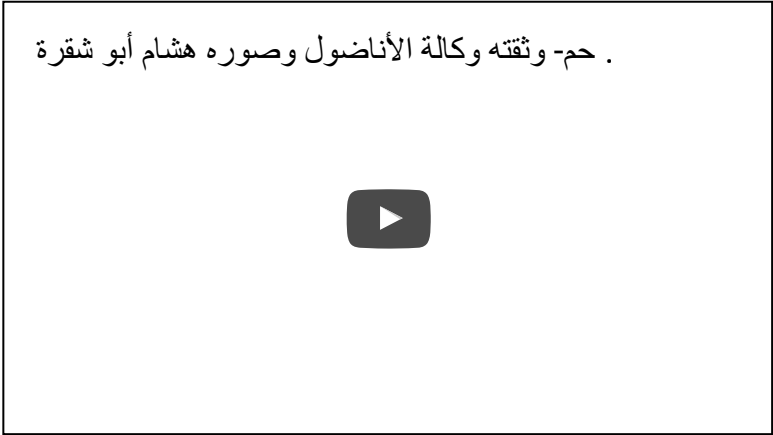 . حم- وثقته وكالة الأناضول وصوره هشام أبو شقرة